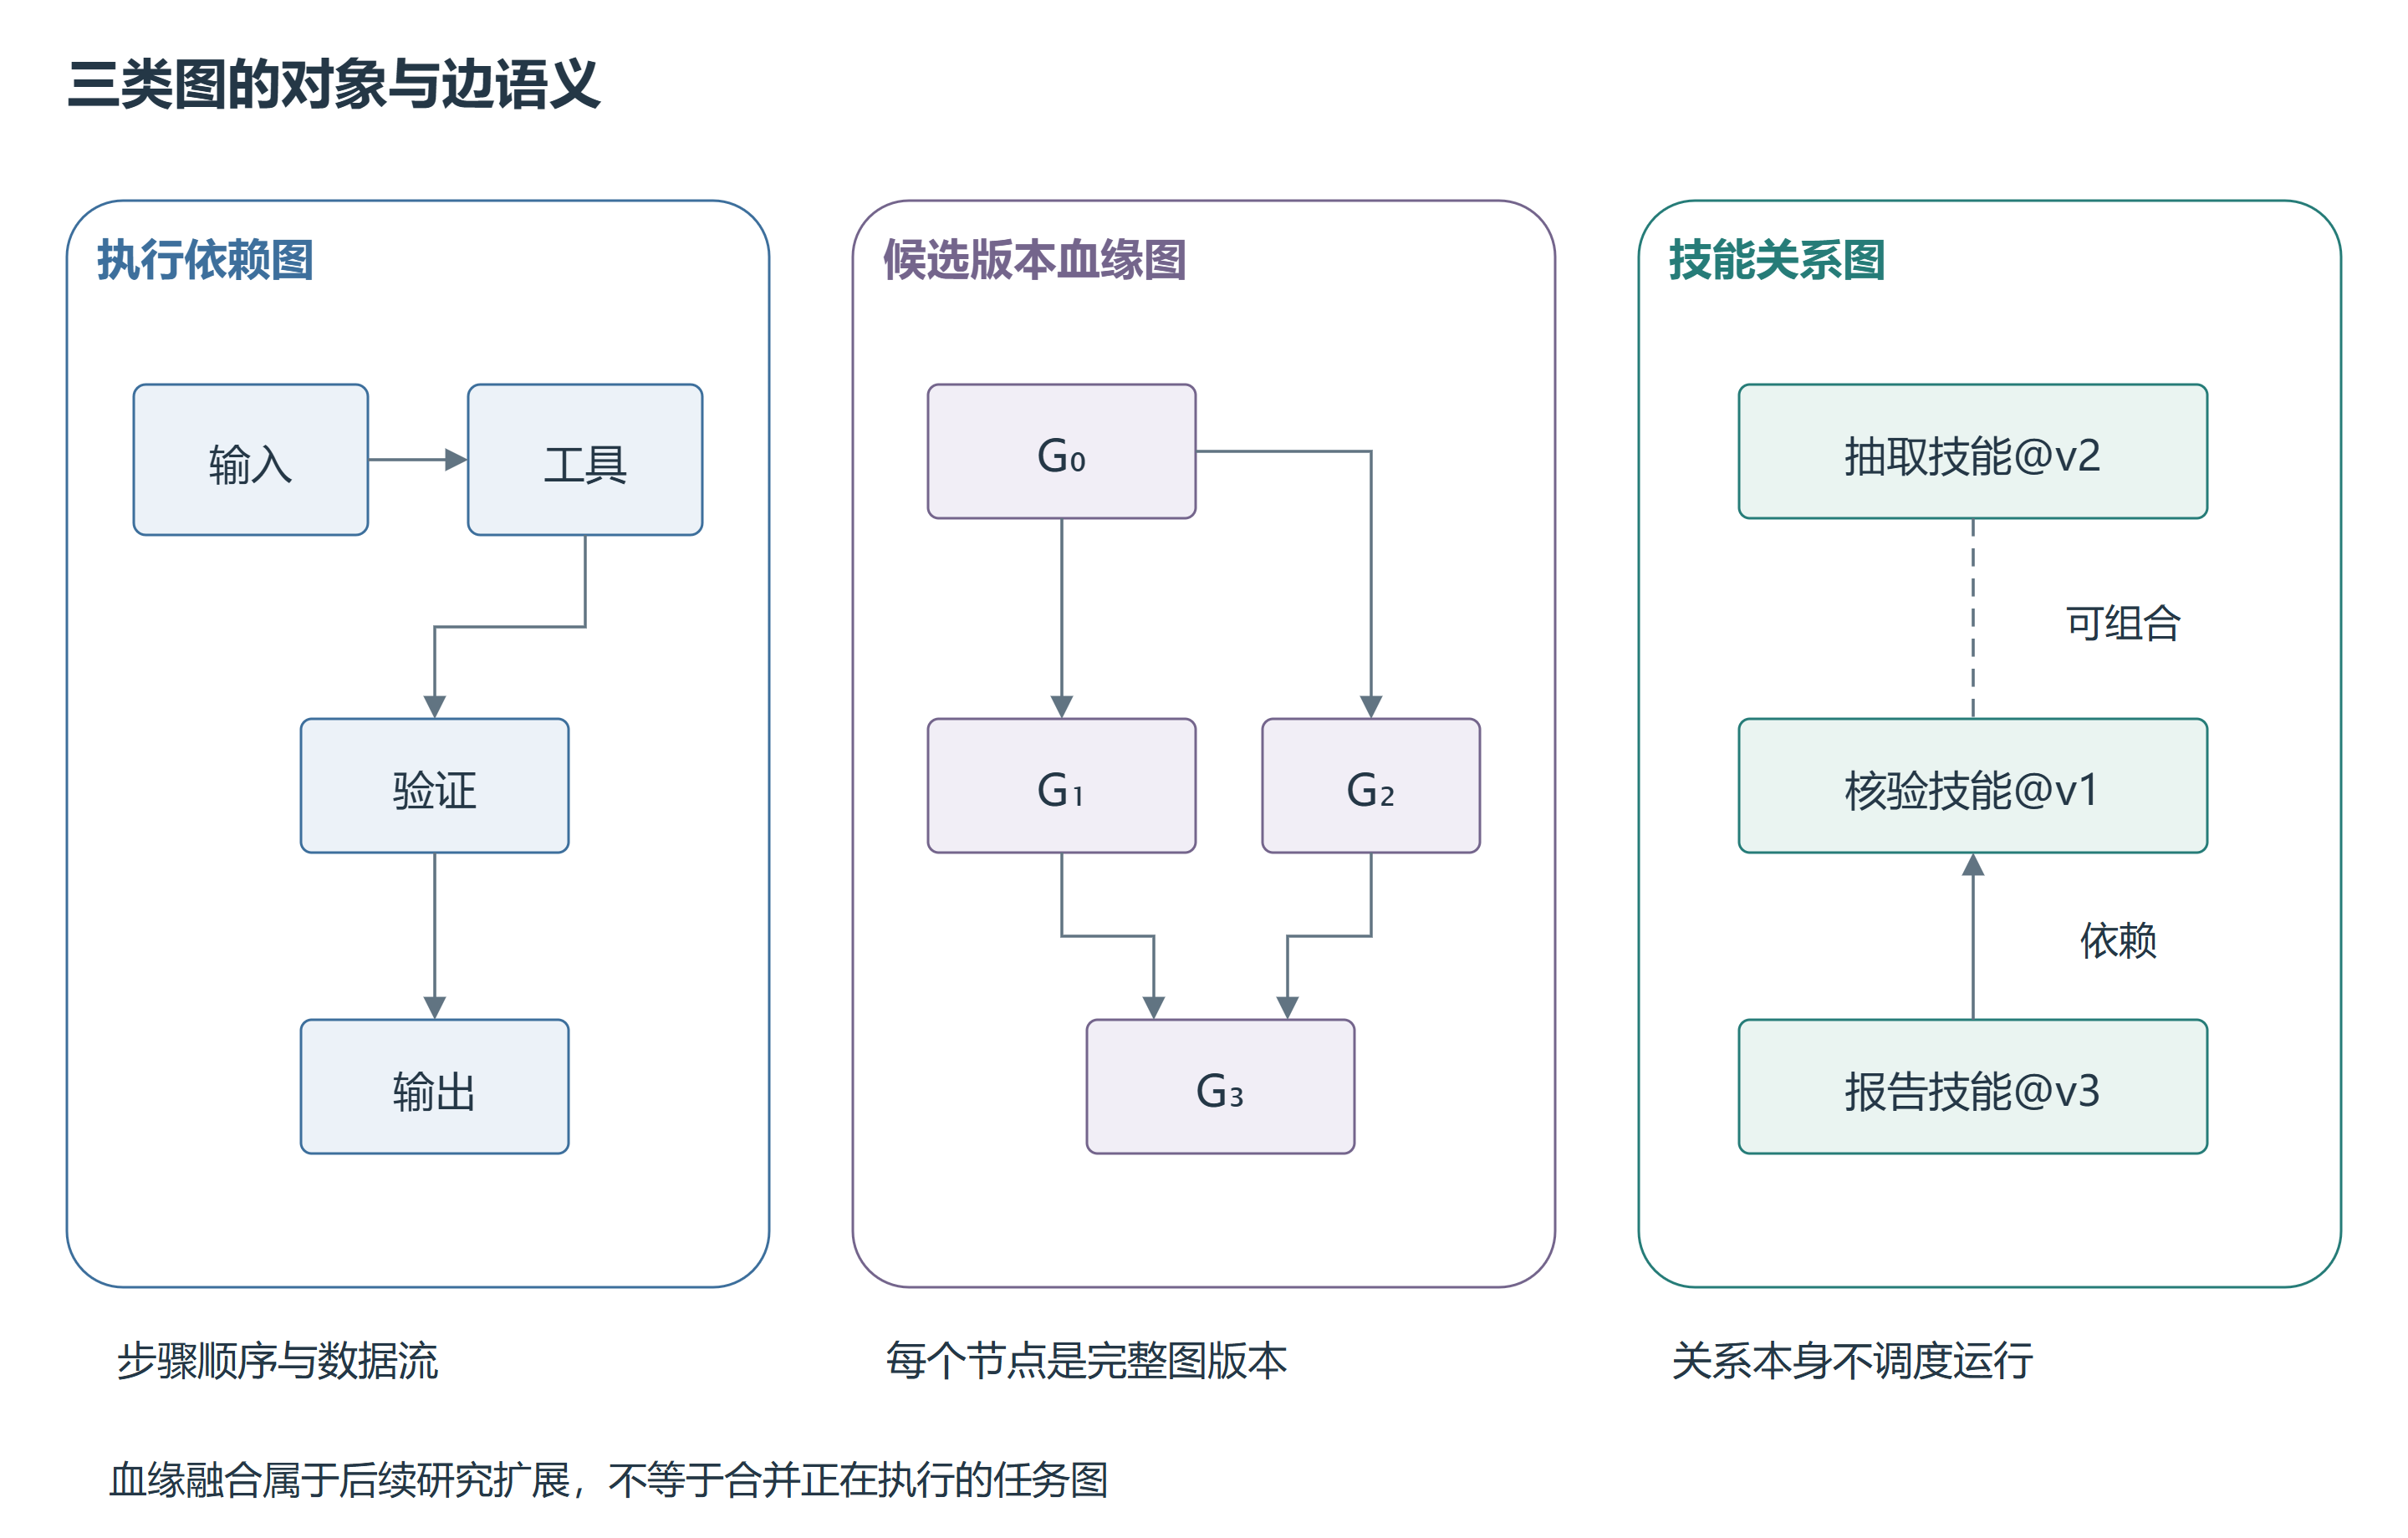 三类图的对象与边语义
执行依赖图
输入
工具
验证
输出
步骤顺序与数据流
候选版本血缘图
G₀
G₁
G₂
G₃
每个节点是完整图版本
技能关系图
抽取技能@v2
可组合
核验技能@v1
依赖
报告技能@v3
关系本身不调度运行
血缘融合属于后续研究扩展，不等于合并正在执行的任务图